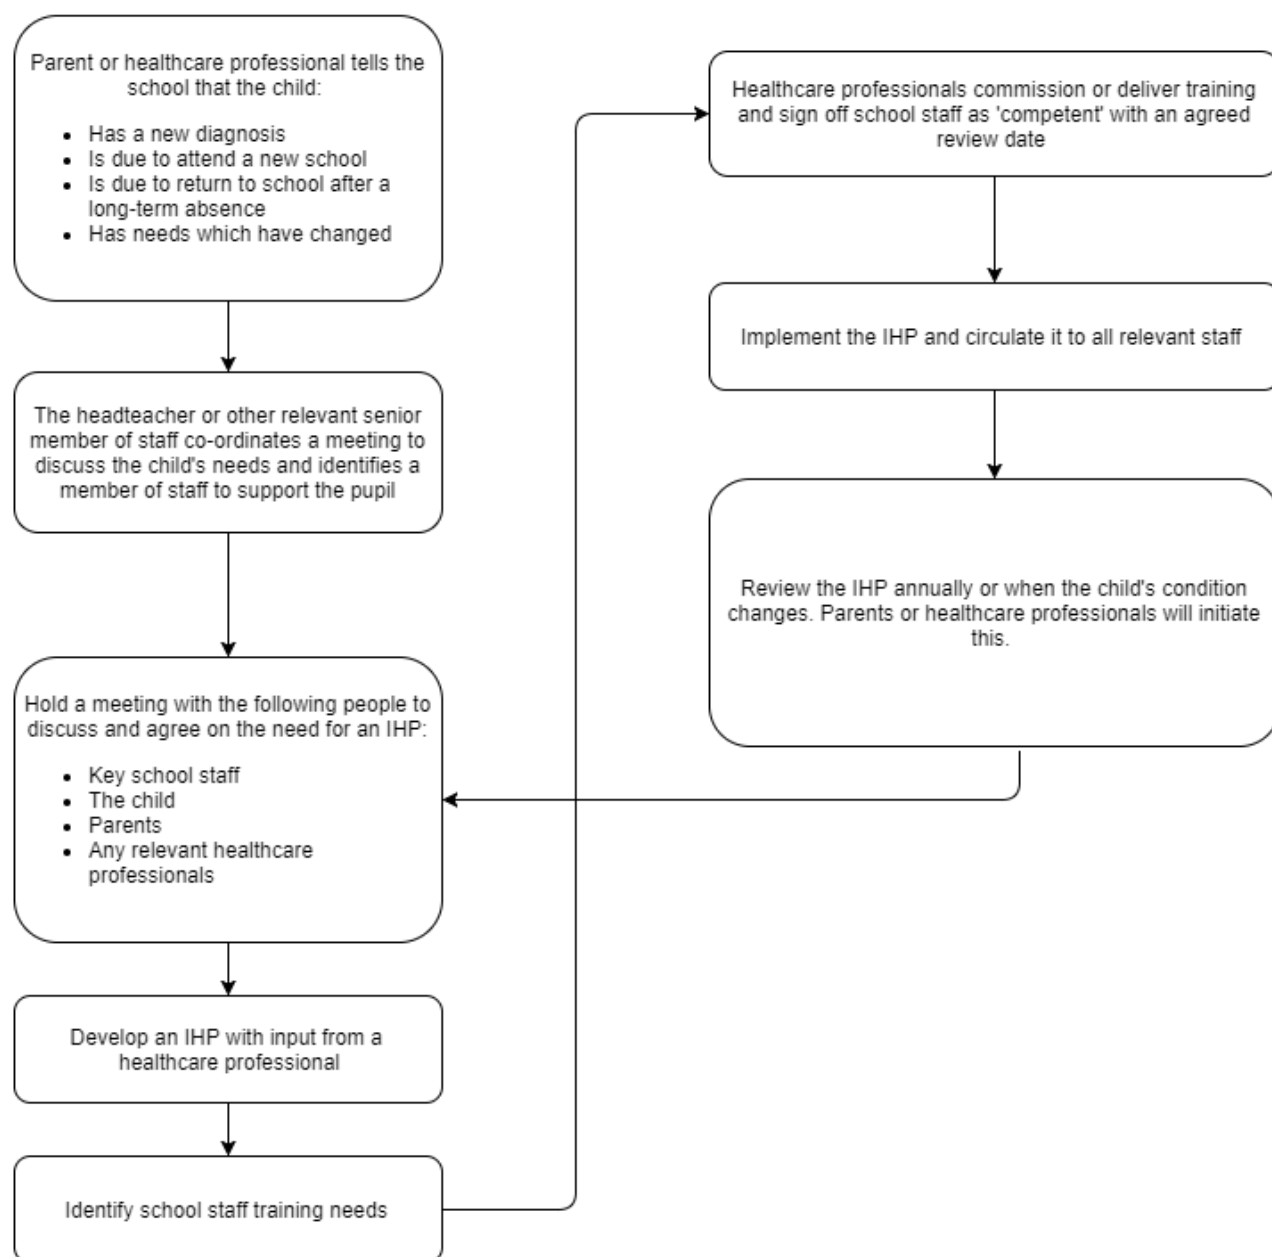 Parent or healthcare professional tells the
school that the child:
• Has a new diagnosis
• Is due to attend a new school
• Is due to return to school after a
long-term absence
• Has needs which have changed
The headteacher or other relevant senior
member of staff co-ordinates a meeting to
discuss the child's needs and identifies a
member of staff to support the pupil
Hold a meeting with the following people to
discuss and agree on the need for an IHP:
• Key school staff
• The child
• Parents
• Any relevant healthcare
professionals
Develop an IHP with input from a
healthcare professional
Identify school staff training needs
Healthcare professionals commission or deliver training
and sign off school staff as 'competent' with an agreed
review date
Implement the IHP and circulate it to all relevant staff
Review the IHP annually or when the child's condition
changes. Parents or healthcare professionals will initiate
this.